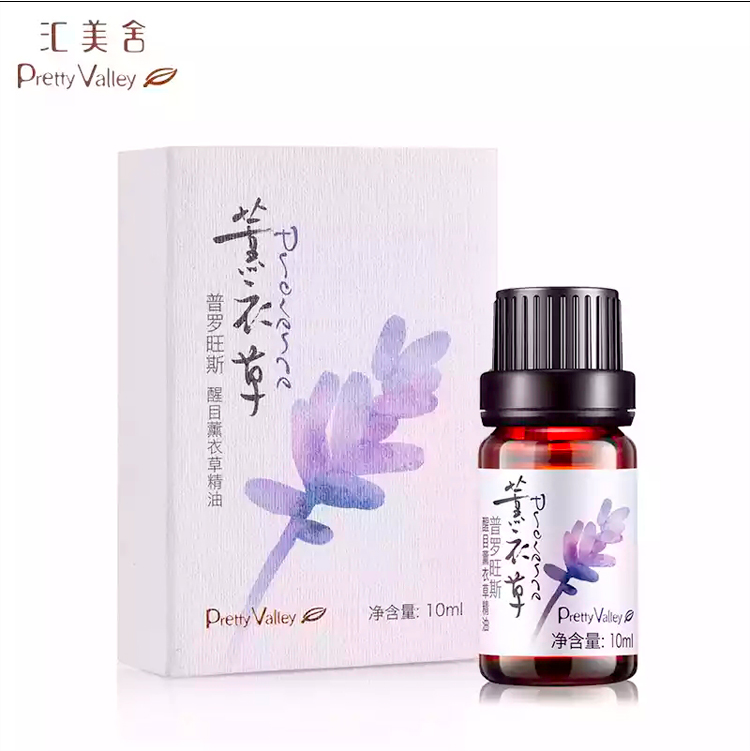 汇美舍
Pretty Valley
薰衣草
Provence
普罗旺斯
醒目薰衣草精油
Pretty Valley
净含量: 10ml
薰衣草
Provence
普罗旺斯
醒目薰衣草精油
Pretty Valley
净含量: 10ml